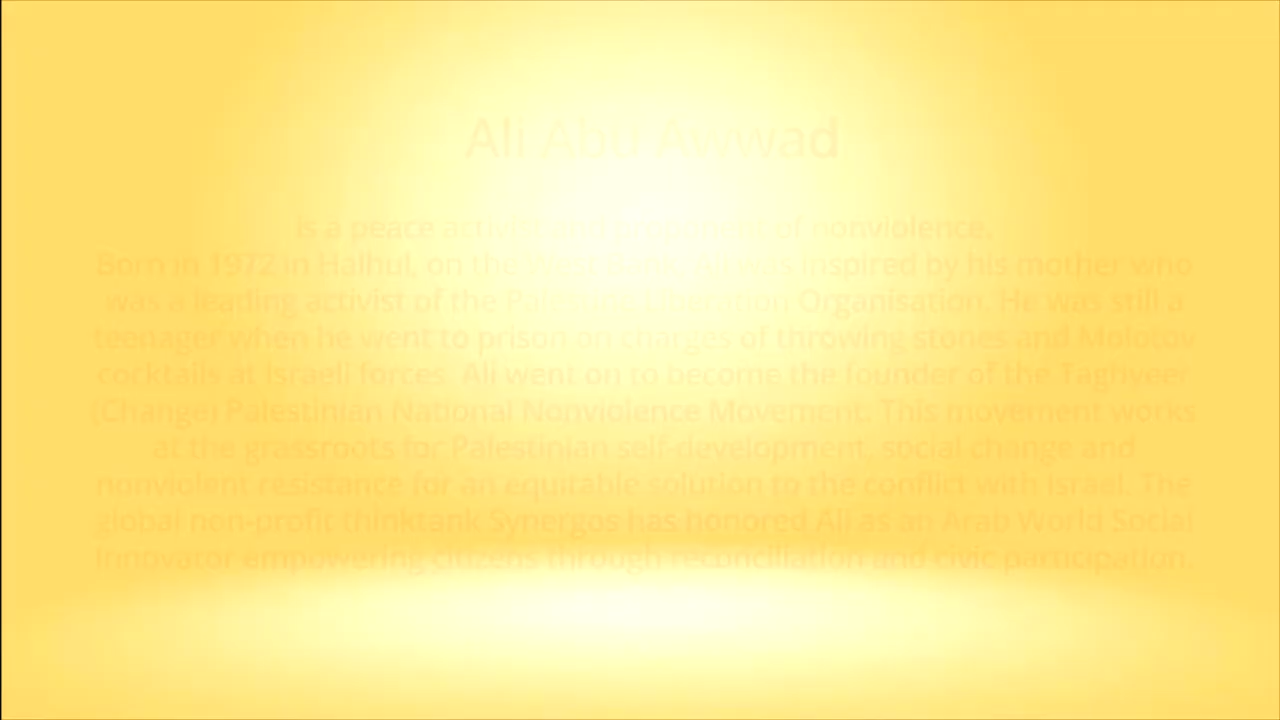 Ali Abu Awwad
is a peace activist and proponent of nonviolence.
Born in 1972 in Halhul, on the West Bank, Ali was inspired by his mother who
was a leading activist of the Palestine Liberation Organisation. He was still a
teenager when he went to prison on charges of throwing stones and Molotov
cocktails at Israeli forces. Ali went on to become the founder of the Taghyeer
(Change) Palestinian National Nonviolence Movement. This movement works
at the grassroots for Palestinian self-development, social change and
nonviolent resistance for an equitable solution to the conflict with Israel. The
global non-profit thinktank Synergos has honored Ali as an Arab World Social
Innovator empowering citizens through reconciliation and civic participation.